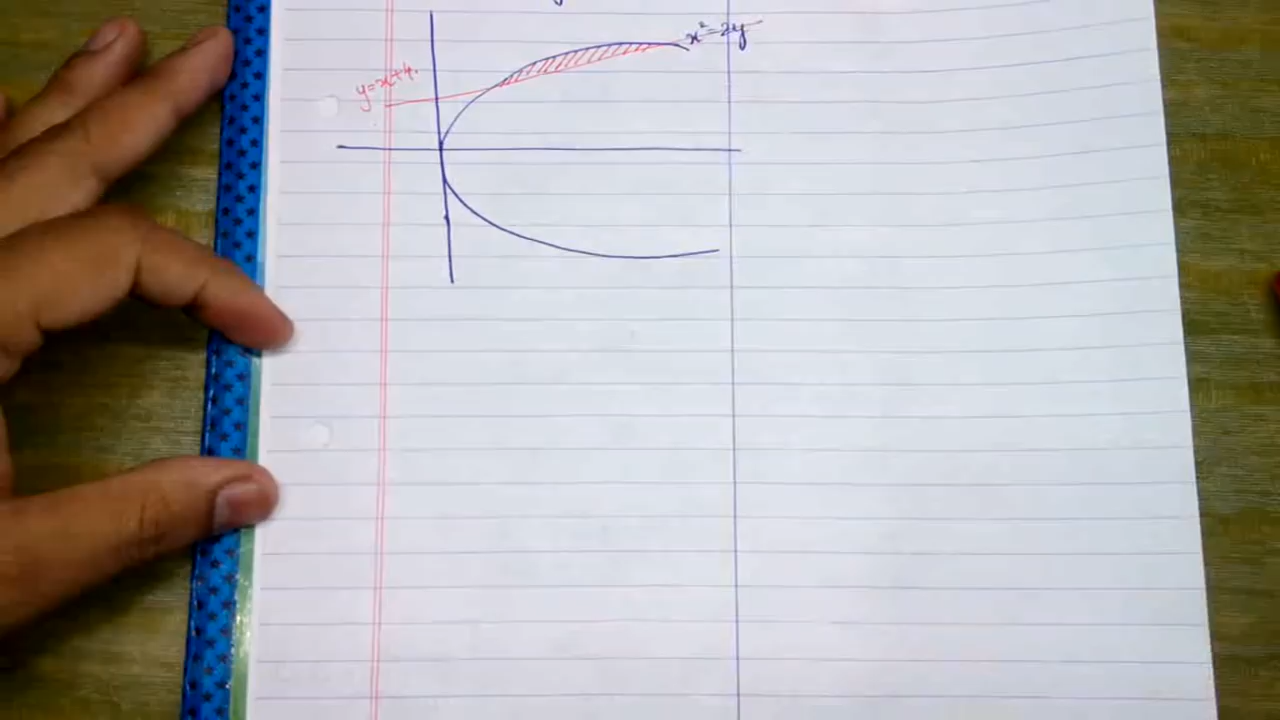 x² = 2y
y = x + 4.